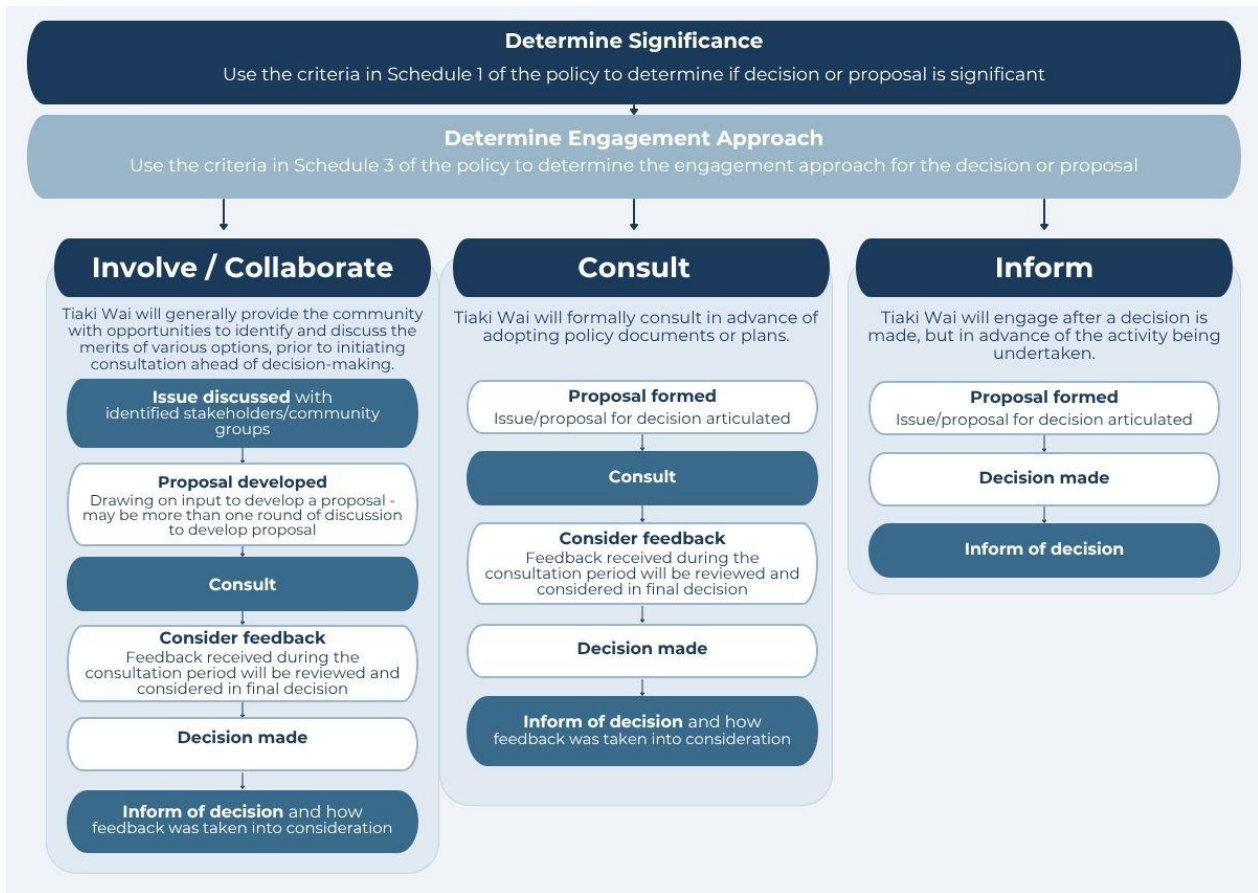 Determine Significance
Use the criteria in Schedule 1 of the policy to determine if decision or proposal is significant
Determine Engagement Approach
Use the criteria in Schedule 3 of the policy to determine the engagement approach for the decision or proposal
Involve / Collaborate
Tiaki Wai will generally provide the community
with opportunities to identify and discuss the
merits of various options, prior to initiating
consultation ahead of decision-making.
Issue discussed with
identified stakeholders/community
groups
Proposal developed
Drawing on input to develop a proposal -
may be more than one round of discussion
to develop proposal
Consult
Consider feedback
Feedback received during the
consultation period will be reviewed and
considered in final decision
Decision made
Inform of decision and how
feedback was taken into consideration
Consult
Tiaki Wai will formally consult in advance of
adopting policy documents or plans.
Proposal formed
Issue/proposal for decision articulated
Consult
Consider feedback
Feedback received during the
consultation period will be reviewed and
considered in final decision
Decision made
Inform of decision and how
feedback was taken into consideration
Inform
Tiaki Wai will engage after a decision is
made, but in advance of the activity being
undertaken.
Proposal formed
Issue/proposal for decision articulated
Decision made
Inform of decision